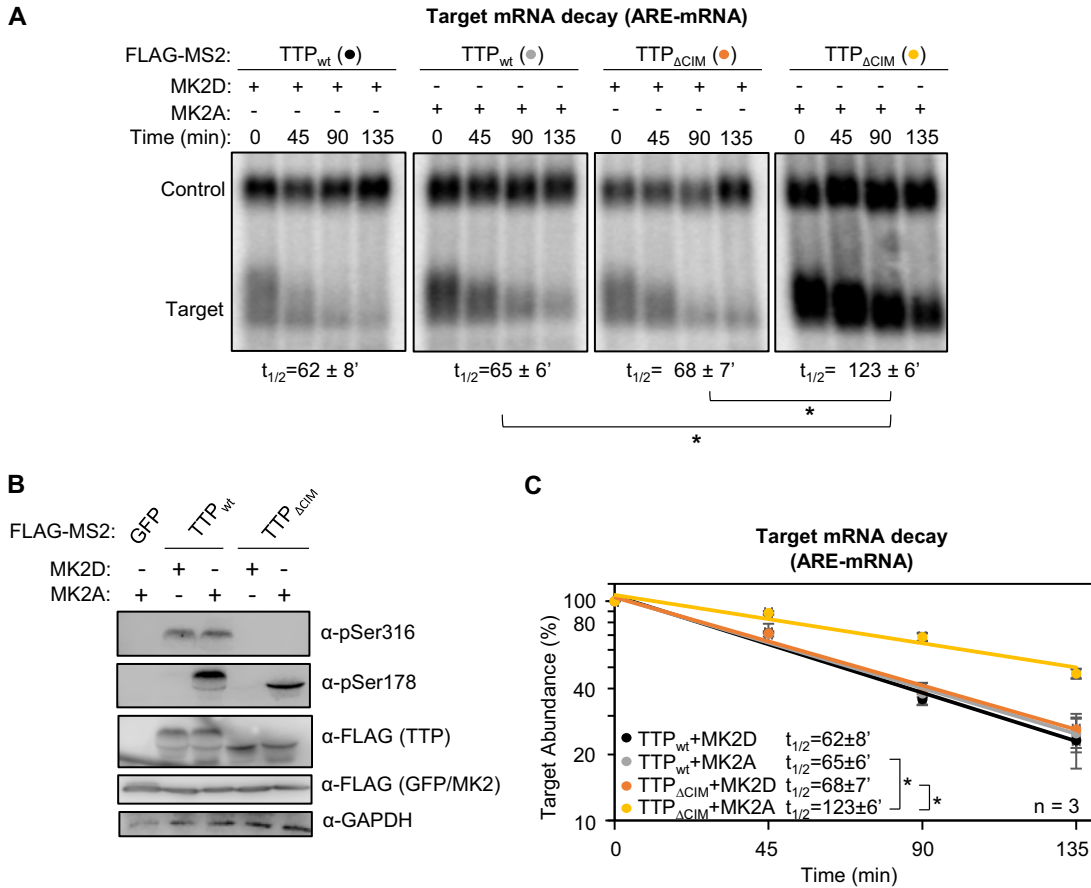 A
Target mRNA decay (ARE-mRNA)
FLAG-MS2: TTPwt (●) TTPwt (●) TTPΔCIM (●) TTPΔCIM (●)
MK2D: + + + + - - - - + + + + - - - -
MK2A: - - - - + + + + - - - - + + + +
Time (min): 0 45 90 135 0 45 90 135 0 45 90 135 0 45 90 135
Control
Target
t1/2=62 ± 8’ t1/2=65 ± 6’ t1/2= 68 ± 7’ t1/2= 123 ± 6’
*
*
B
FLAG-MS2: GFP TTPwt TTPΔCIM
MK2D: - + - + -
MK2A: + - + - +
α-pSer316
α-pSer178
α-FLAG (TTP)
α-FLAG (GFP/MK2)
α-GAPDH
C
Target mRNA decay
(ARE-mRNA)
Target Abundance (%)
100
80
40
20
10
TTPwt+MK2D t1/2=62±8’
TTPwt+MK2A t1/2=65±6’
TTPΔCIM+MK2D t1/2=68±7’
TTPΔCIM+MK2A t1/2=123±6’
*
*
n = 3
0 45 90 135
Time (min)